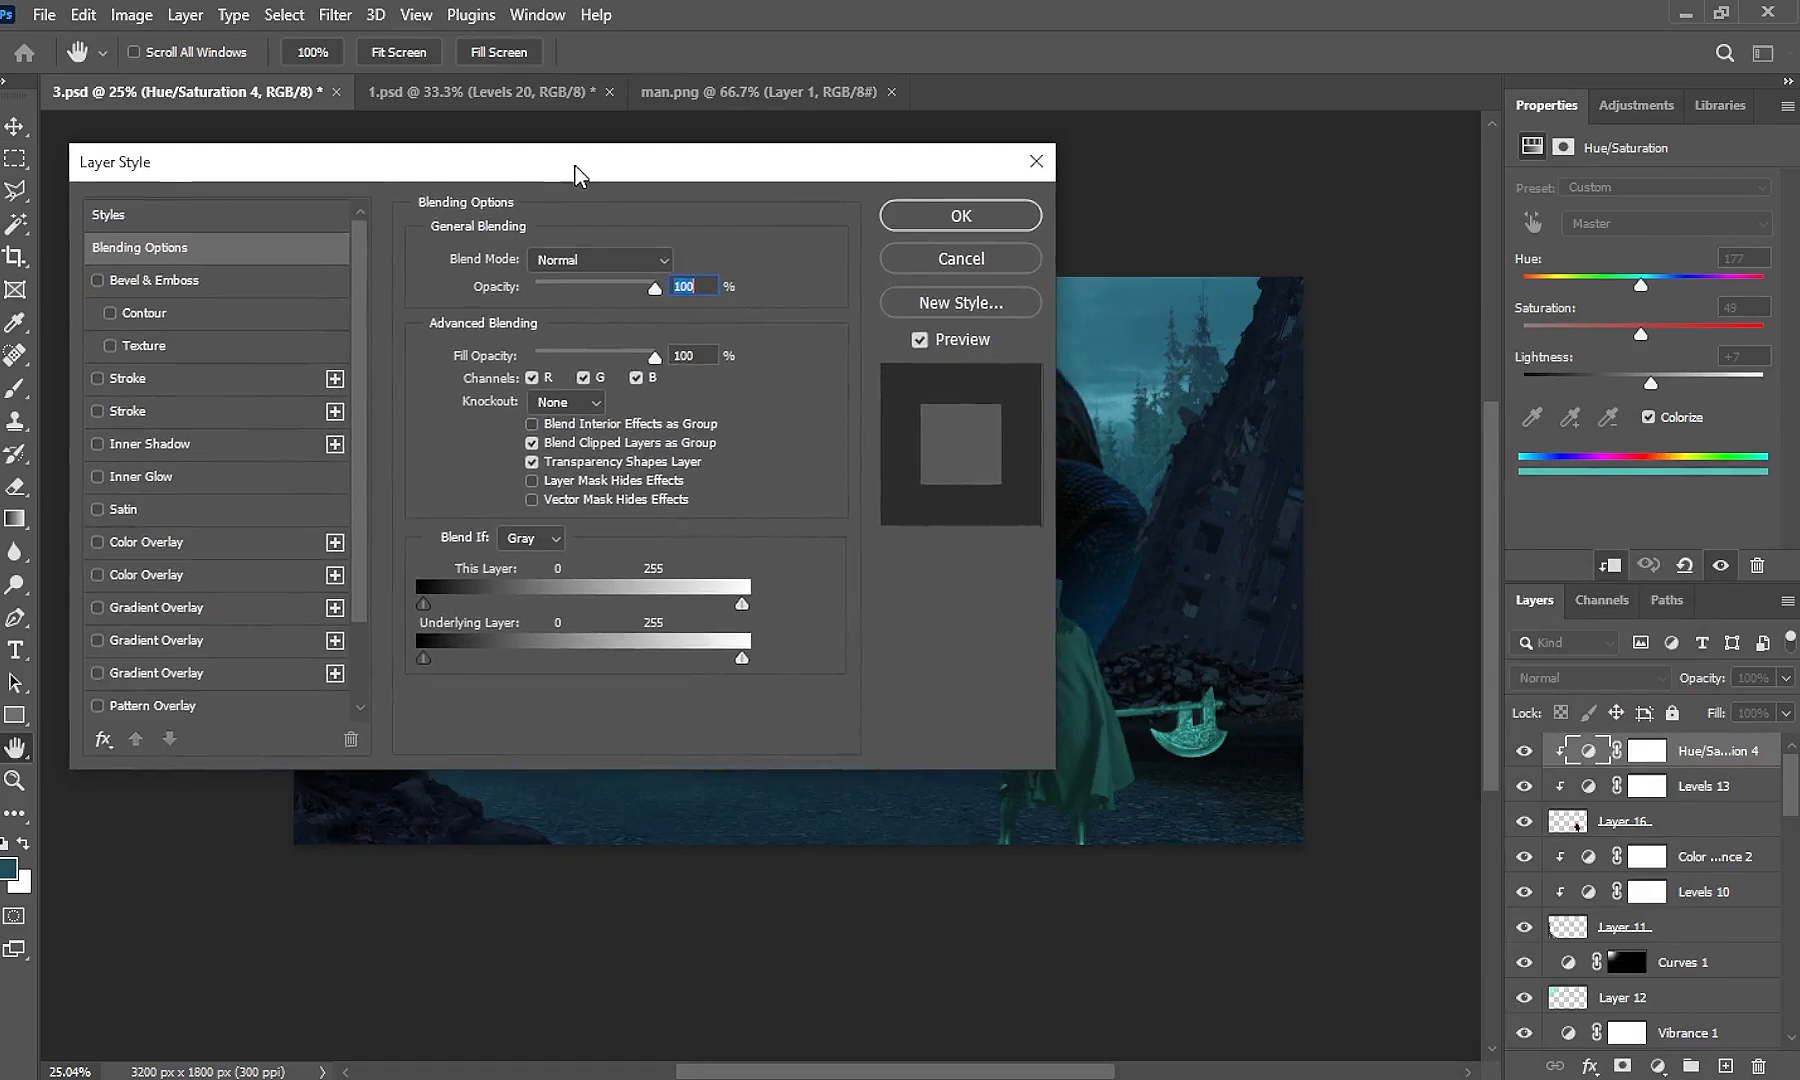 Ps File Edit Image Layer Type Select Filter 3D View Plugins Window Help
Scroll All Windows 100% Fit Screen Fill Screen
3.psd @ 25% (Hue/Saturation 4, RGB/8) * × 1.psd @ 33.3% (Levels 20, RGB/8) * × man.png @ 66.7% (Layer 1, RGB/8#) ×
Layer Style
Styles
Blending Options
Bevel & Emboss
Contour
Texture
Stroke
Stroke
Inner Shadow
Inner Glow
Satin
Color Overlay
Color Overlay
Gradient Overlay
Gradient Overlay
Gradient Overlay
Pattern Overlay
fx
Blending Options
General Blending
Blend Mode: Normal
Opacity: 100 %
Advanced Blending
Fill Opacity: 100 %
Channels: R G B
Knockout: None
Blend Interior Effects as Group
Blend Clipped Layers as Group
Transparency Shapes Layer
Layer Mask Hides Effects
Vector Mask Hides Effects
Blend If: Gray
This Layer: 0 255
Underlying Layer: 0 255
OK
Cancel
New Style...
Preview
Properties Adjustments Libraries
Hue/Saturation
Preset: Custom
Master
Hue: 177
Saturation: 49
Lightness: +7
Colorize
Layers Channels Paths
Kind
Normal Opacity: 100%
Lock: Fill: 100%
Hue/Sa...ion 4
Levels 13
Layer 16
Color ...nce 2
Levels 10
Layer 11
Curves 1
Layer 12
Vibrance 1
fx
25.04% 3200 px x 1800 px (300 ppi)